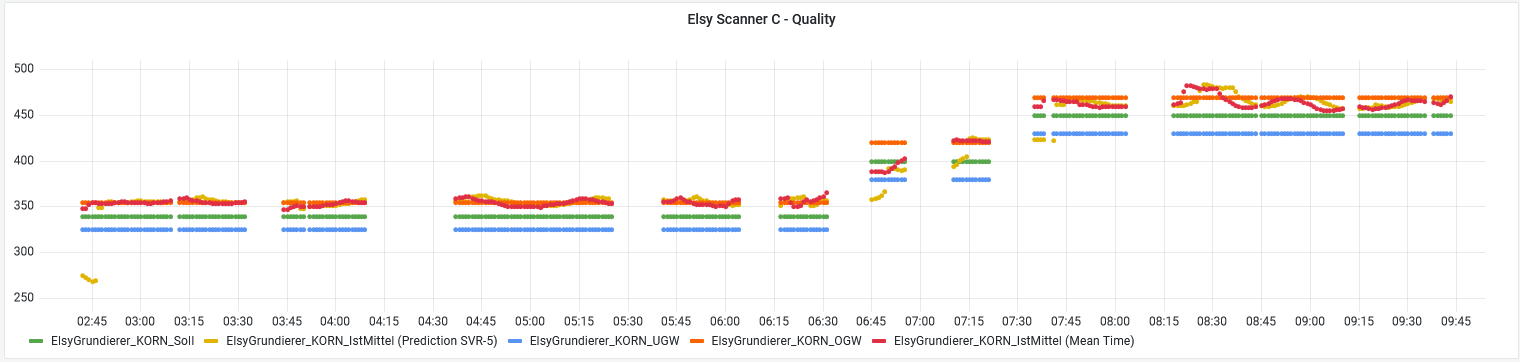 Elsy Scanner C - Quality
500
450
400
350
300
250
02:45 03:00 03:15 03:30 03:45 04:00 04:15 04:30 04:45 05:00 05:15 05:30 05:45 06:00 06:15 06:30 06:45 07:00 07:15 07:30 07:45 08:00 08:15 08:30 08:45 09:00 09:15 09:30 09:45
ElsyGrundierer_KORN_Soll ElsyGrundierer_KORN_IstMittel (Prediction SVR-5) ElsyGrundierer_KORN_UGW ElsyGrundierer_KORN_OGW ElsyGrundierer_KORN_IstMittel (Mean Time)